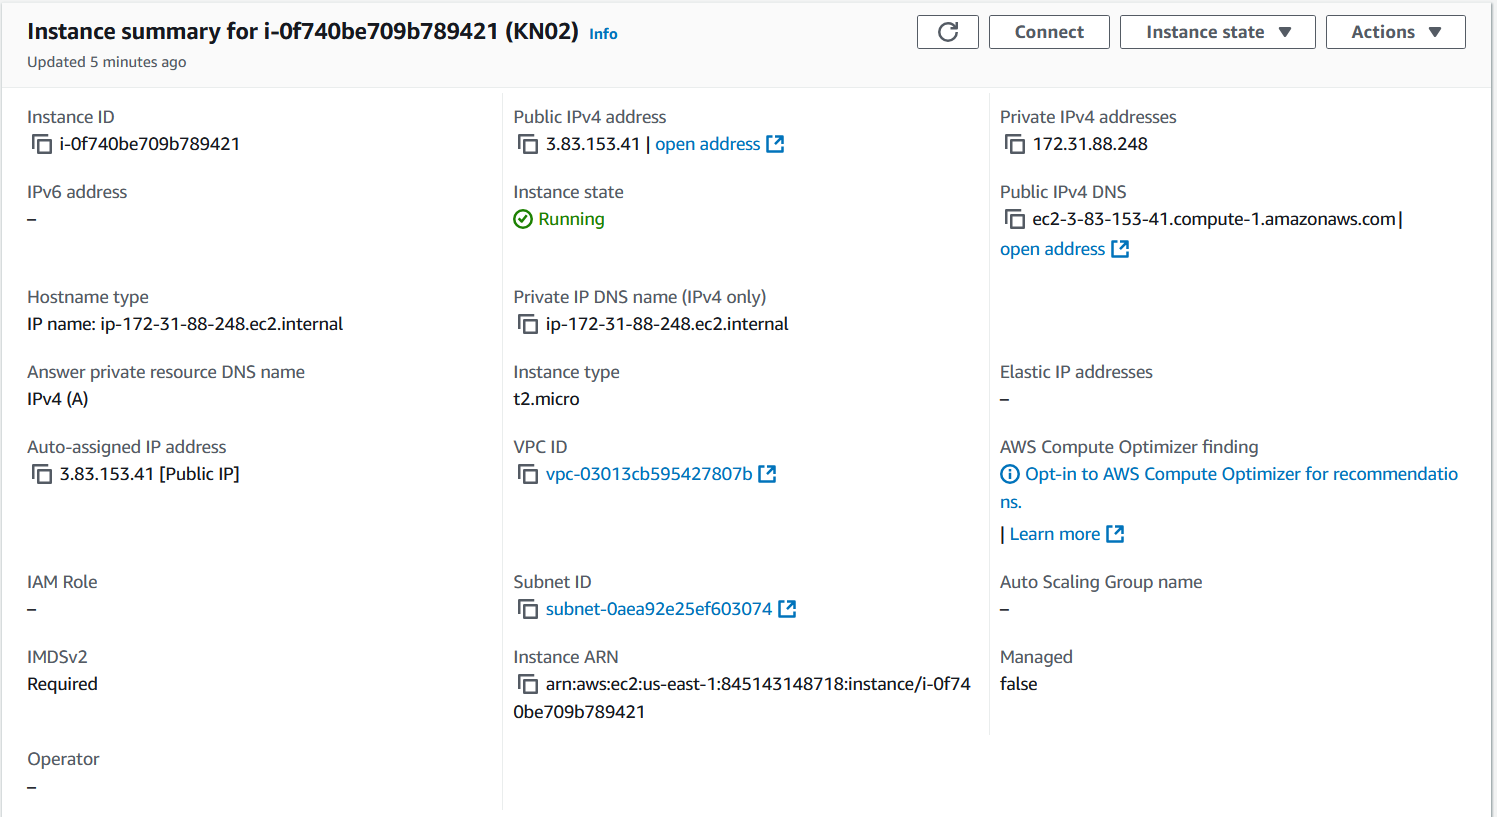 Instance summary for i-0f740be709b789421 (KN02) Info
Updated 5 minutes ago
Connect
Instance state
Actions
Instance ID
i-0f740be709b789421
Public IPv4 address
3.83.153.41 | open address
Private IPv4 addresses
172.31.88.248
IPv6 address
–
Instance state
Running
Public IPv4 DNS
ec2-3-83-153-41.compute-1.amazonaws.com |
open address
Hostname type
IP name: ip-172-31-88-248.ec2.internal
Private IP DNS name (IPv4 only)
ip-172-31-88-248.ec2.internal
Answer private resource DNS name
IPv4 (A)
Instance type
t2.micro
Elastic IP addresses
–
Auto-assigned IP address
3.83.153.41 [Public IP]
VPC ID
vpc-03013cb595427807b
AWS Compute Optimizer finding
Opt-in to AWS Compute Optimizer for recommendatio
ns.
| Learn more
IAM Role
–
Subnet ID
subnet-0aea92e25ef603074
Auto Scaling Group name
–
IMDSv2
Required
Instance ARN
arn:aws:ec2:us-east-1:845143148718:instance/i-0f74
0be709b789421
Managed
false
Operator
–